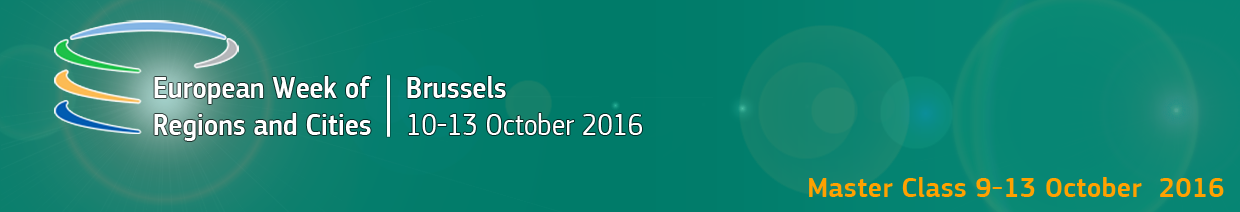 European Week of
Regions and Cities
Brussels
10-13 October 2016
Master Class 9-13 October 2016